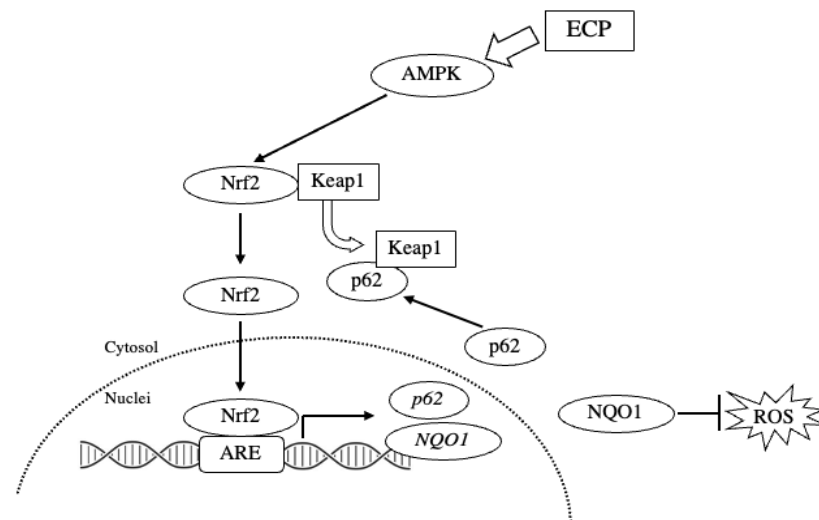 ECP
AMPK
Nrf2
Keap1
Keap1
p62
Nrf2
p62
Cytosol
Nuclei
Nrf2
p62
NQO1
ROS
NQO1
ARE